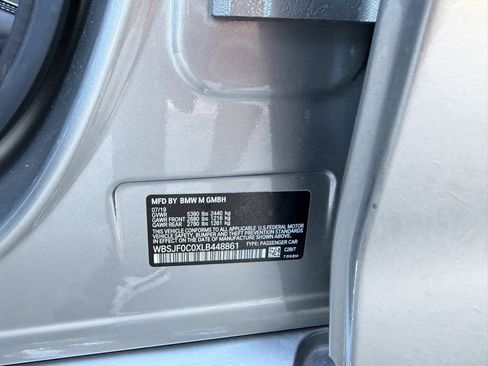 MFD BY BMW M GMBH
07/19
GVWR 5380 lbs 2440 kg
GAWR FRONT 2680 lbs 1216 kg
GAWR REAR 2780 lbs 1261 kg
THIS VEHICLE CONFORMS TO ALL APPLICABLE U.S. FEDERAL MOTOR
VEHICLE SAFETY, BUMPER AND THEFT PREVENTION STANDARDS IN
EFFECT ON THE DATE OF MANUFACTURE SHOWN ABOVE.
WBSJF0C0XLB448861 TYPE: PASSENGER CAR
C28/7